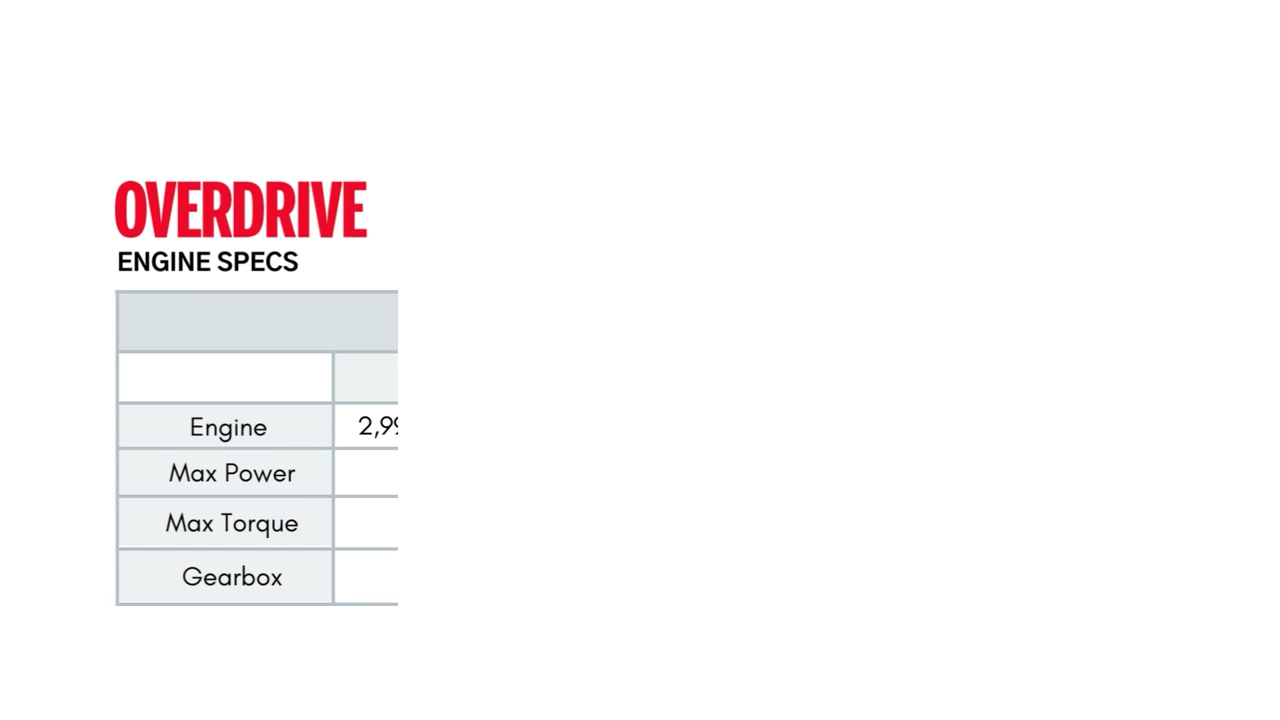 OVERDRIVE
ENGINE SPECS
Engine
Max Power
Max Torque
Gearbox